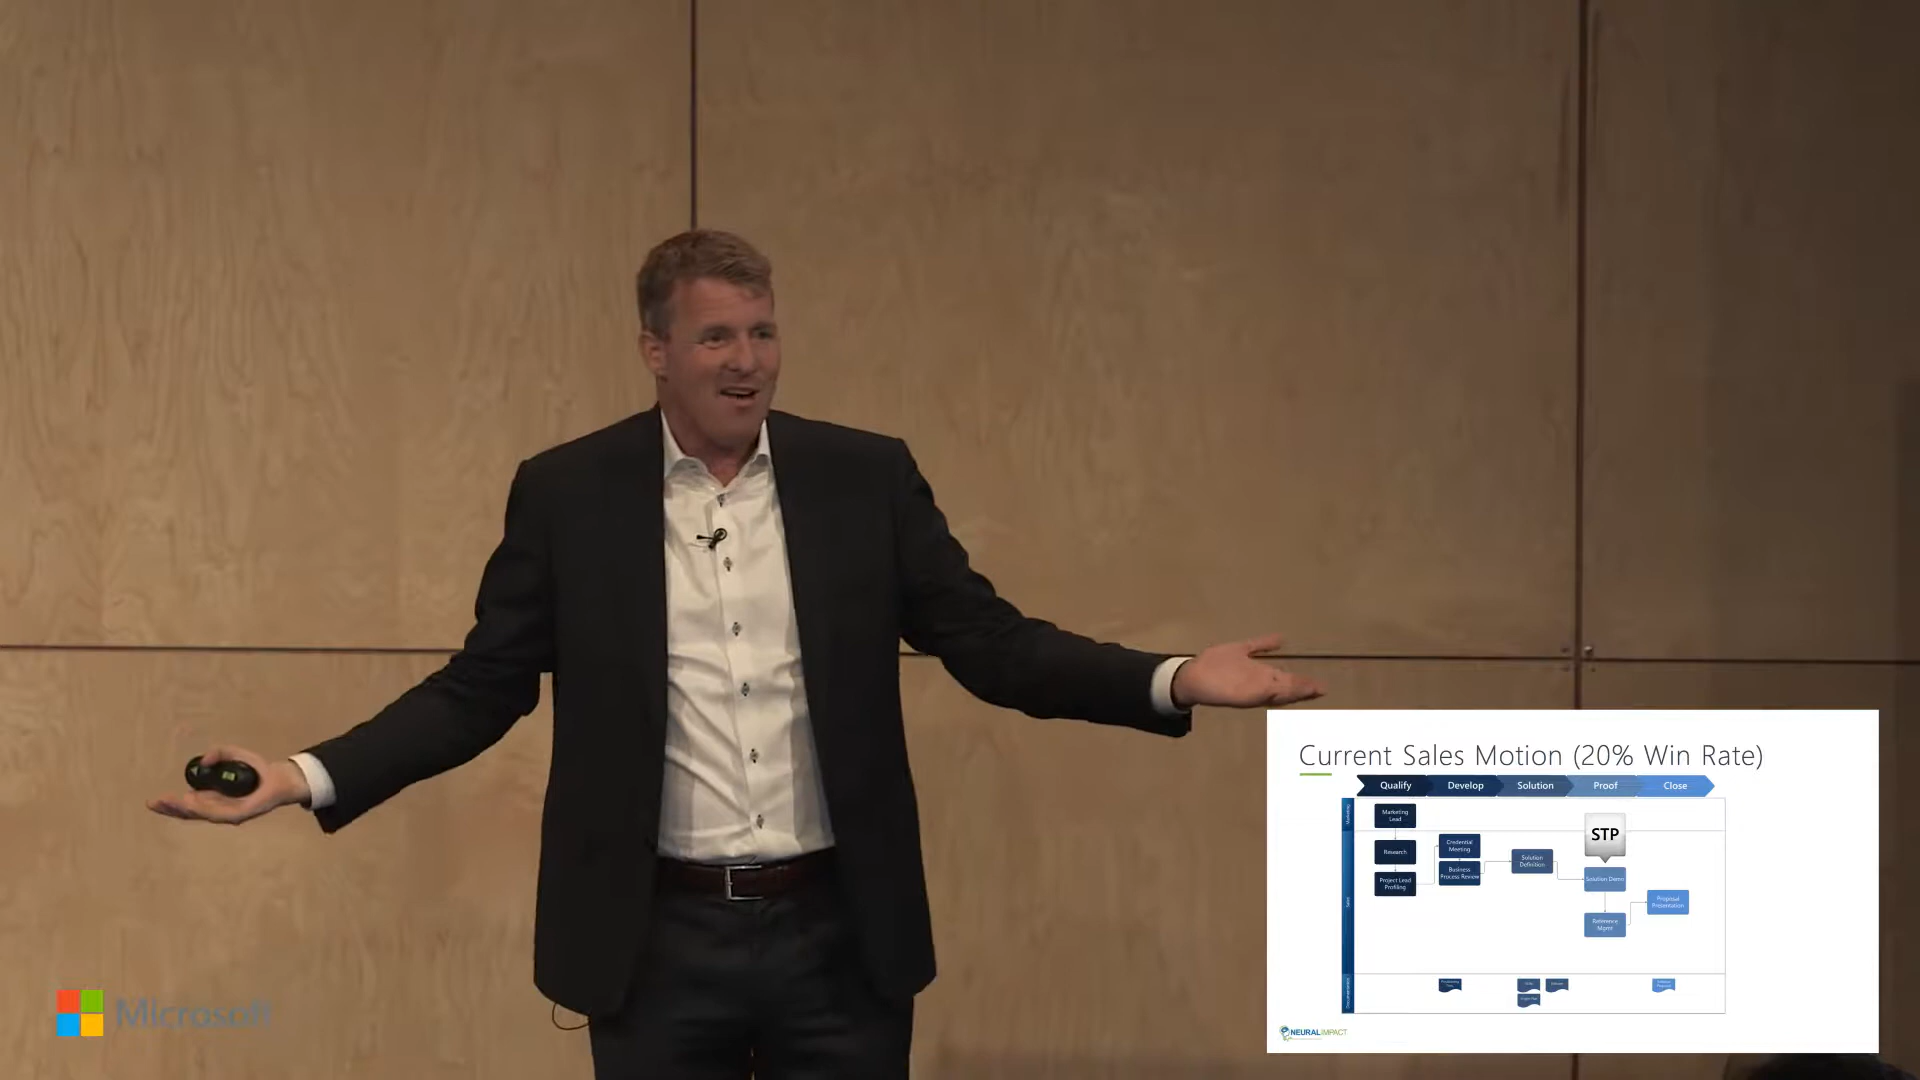 Current Sales Motion (20% Win Rate)
Qualify
Develop
Solution
Proof
Close
Marketing
Lead
Research
Project Lead
Profiling
Credential
Meeting
Business
Process Review
Solution
Definition
STP
Solution Demo
Reference
Mgmt
Proposal
Presentation
Sales
NEURALIMPACT
Microsoft